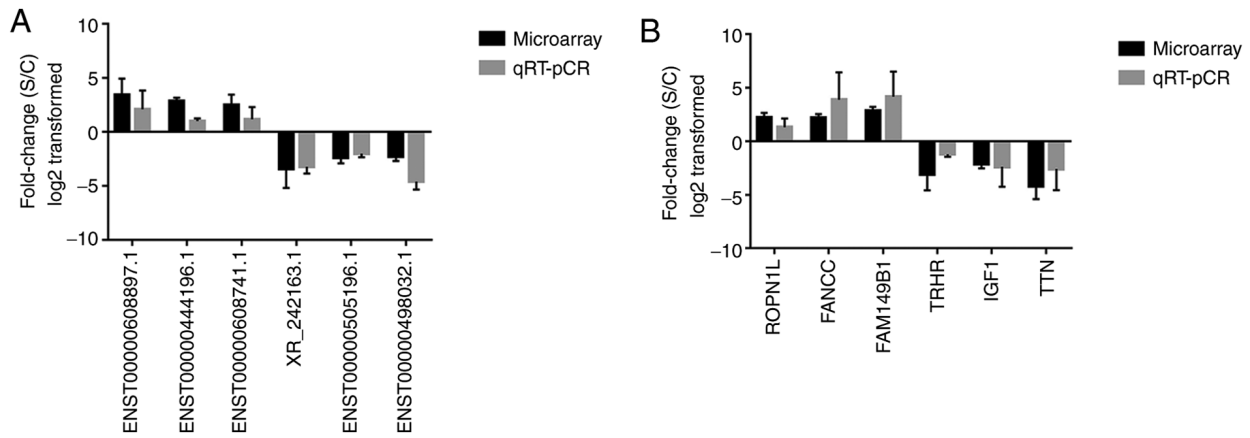 A
Fold-change (S/C)
log2 transformed
10
5
0
−5
−10
Microarray
qRT-pCR
ENST00000608897.1
ENST00000444196.1
ENST00000608741.1
XR_242163.1
ENST00000505196.1
ENST00000498032.1
B
Fold-change (S/C)
log2 transformed
10
5
0
−5
−10
Microarray
qRT-pCR
ROPN1L
FANCC
FAM149B1
TRHR
IGF1
TTN